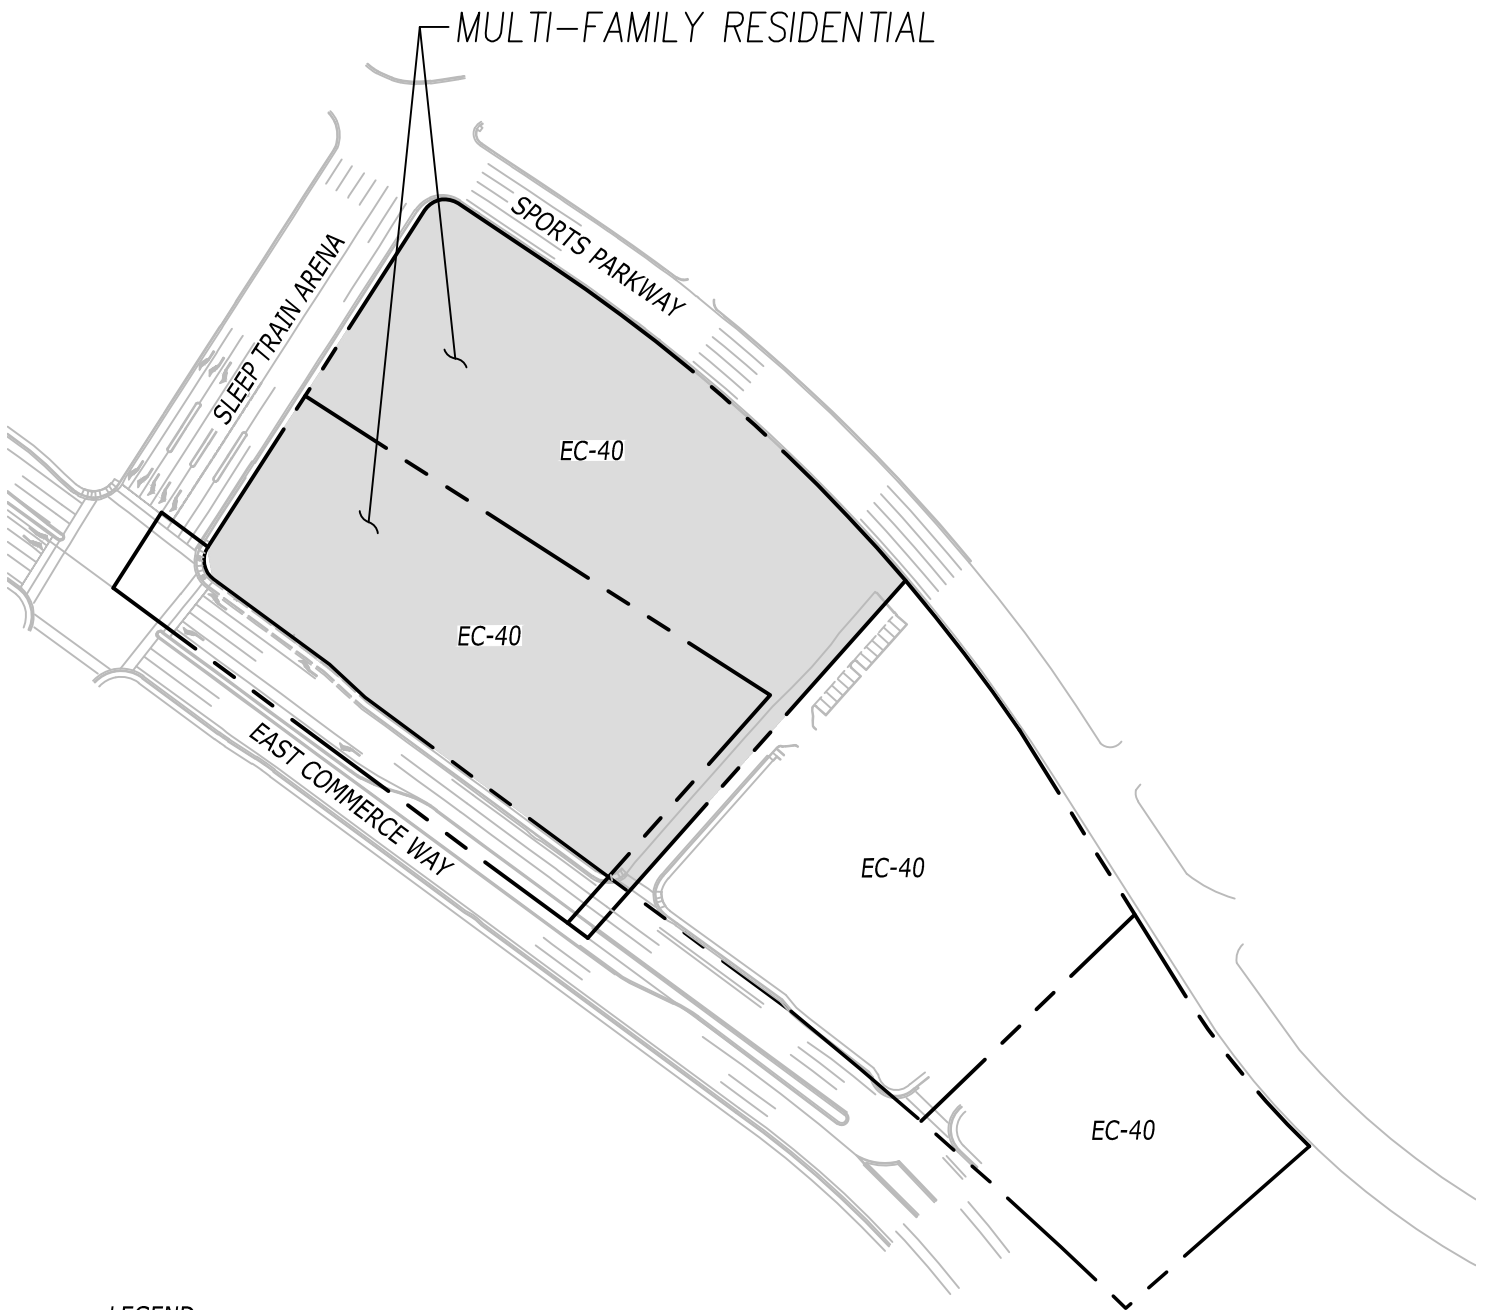 MULTI-FAMILY RESIDENTIAL
SPORTS PARKWAY
SLEEP TRAIN ARENA
EC-40
EC-40
EAST COMMERCE WAY
EC-40
EC-40
LEGEND